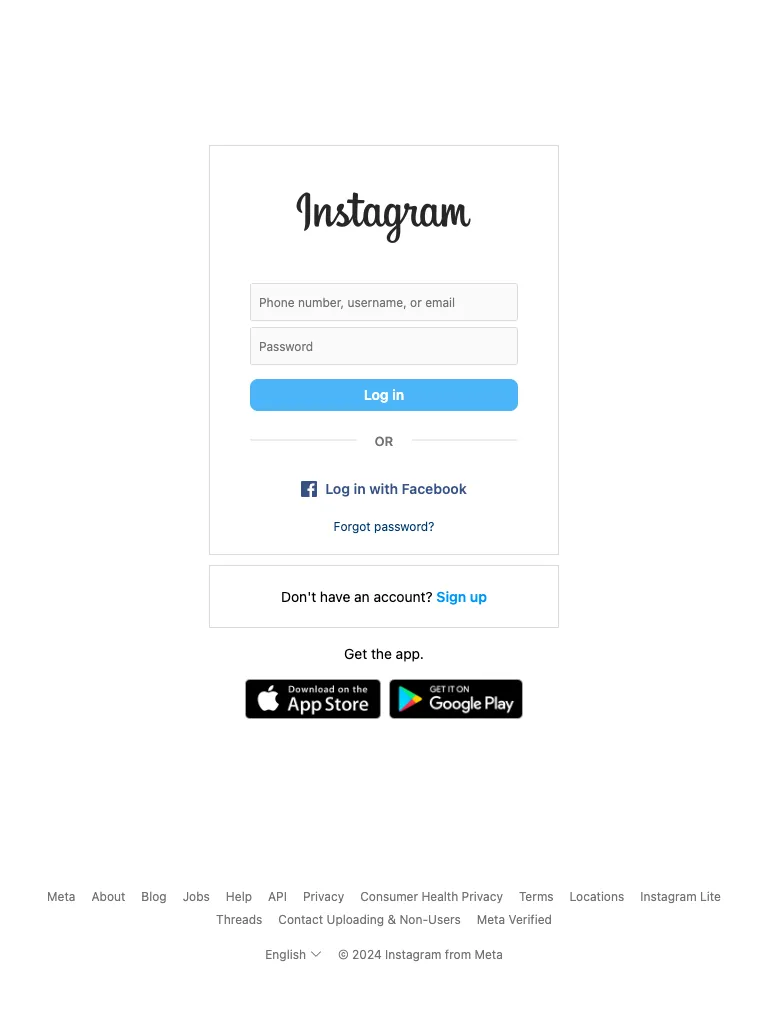 Instagram
Phone number, username, or email
Password
Log in
OR
Log in with Facebook
Forgot password?
Don't have an account? Sign up
Get the app.
Download on the
App Store
GET IT ON
Google Play
Meta About Blog Jobs Help API Privacy Consumer Health Privacy Terms Locations Instagram Lite
Threads Contact Uploading & Non-Users Meta Verified
English © 2024 Instagram from Meta